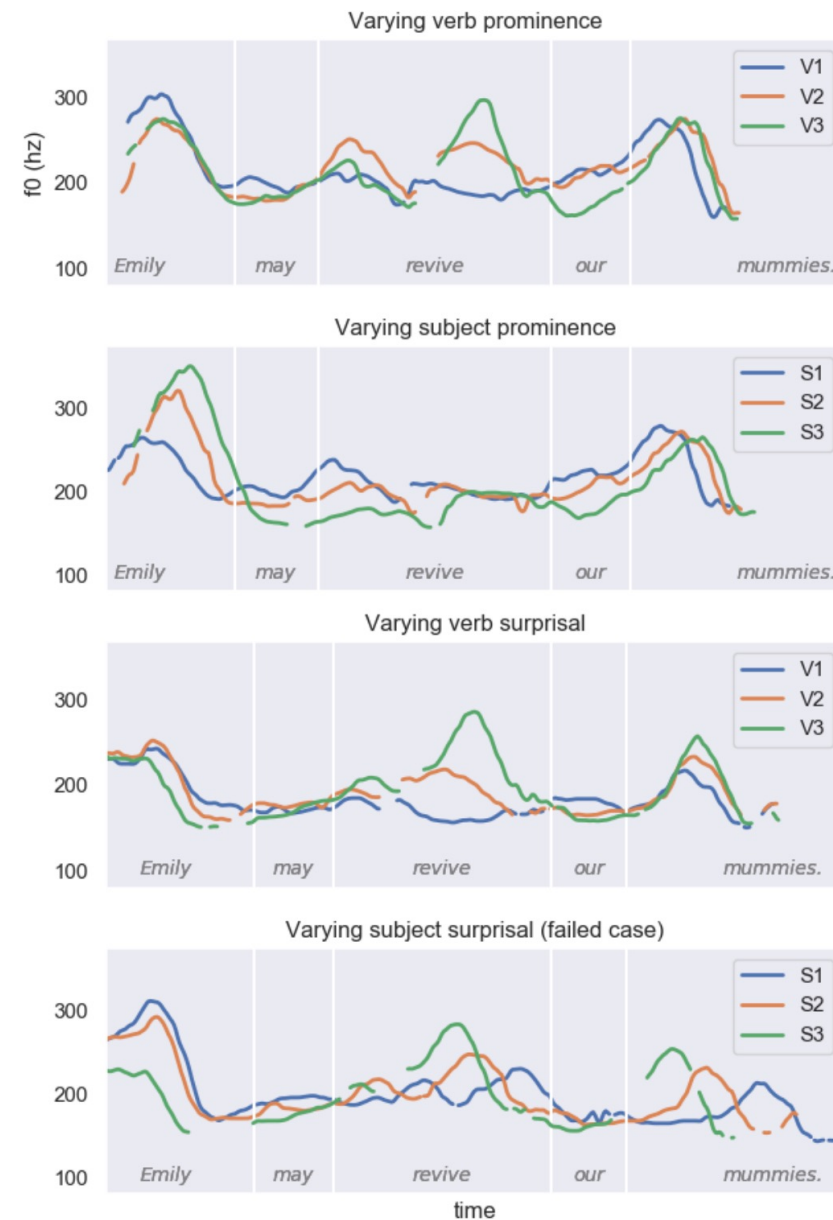 Varying verb prominence
V1
V2
V3
300
200
100
f0 (hz)
Emily may revive our mummies.
Varying subject prominence
S1
S2
S3
300
200
100
Emily may revive our mummies.
Varying verb surprisal
V1
V2
V3
300
200
100
Emily may revive our mummies.
Varying subject surprisal (failed case)
S1
S2
S3
300
200
100
Emily may revive our mummies.
time